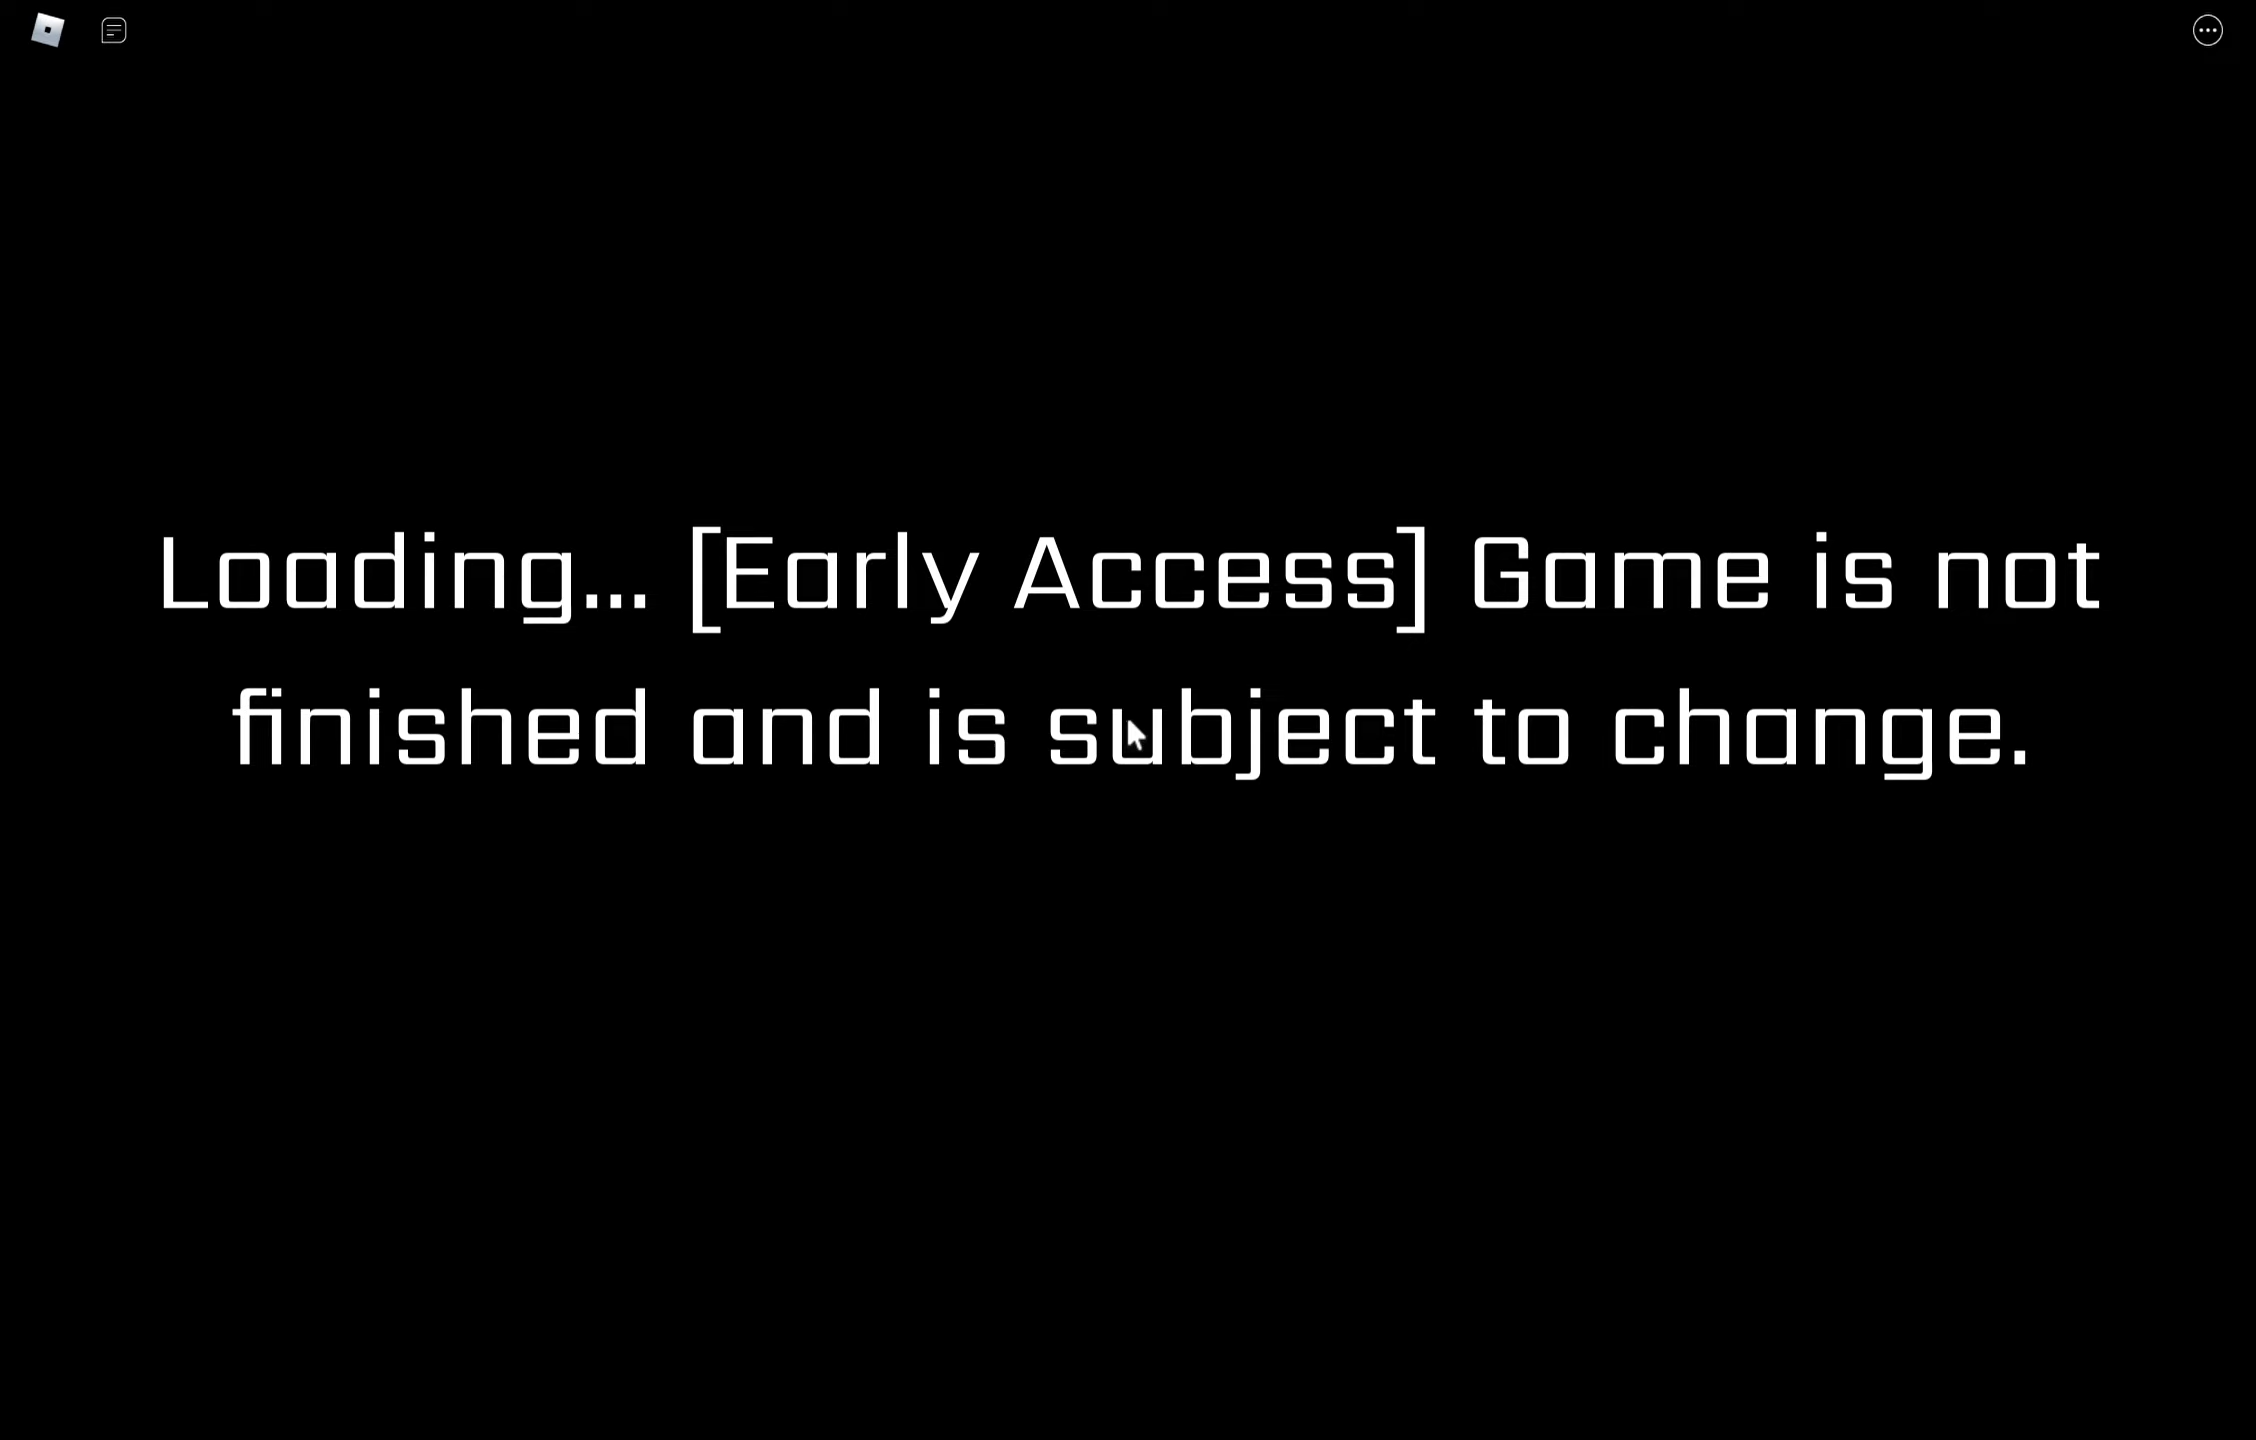 Loading... [Early Access] Game is not
finished and is subject to change.